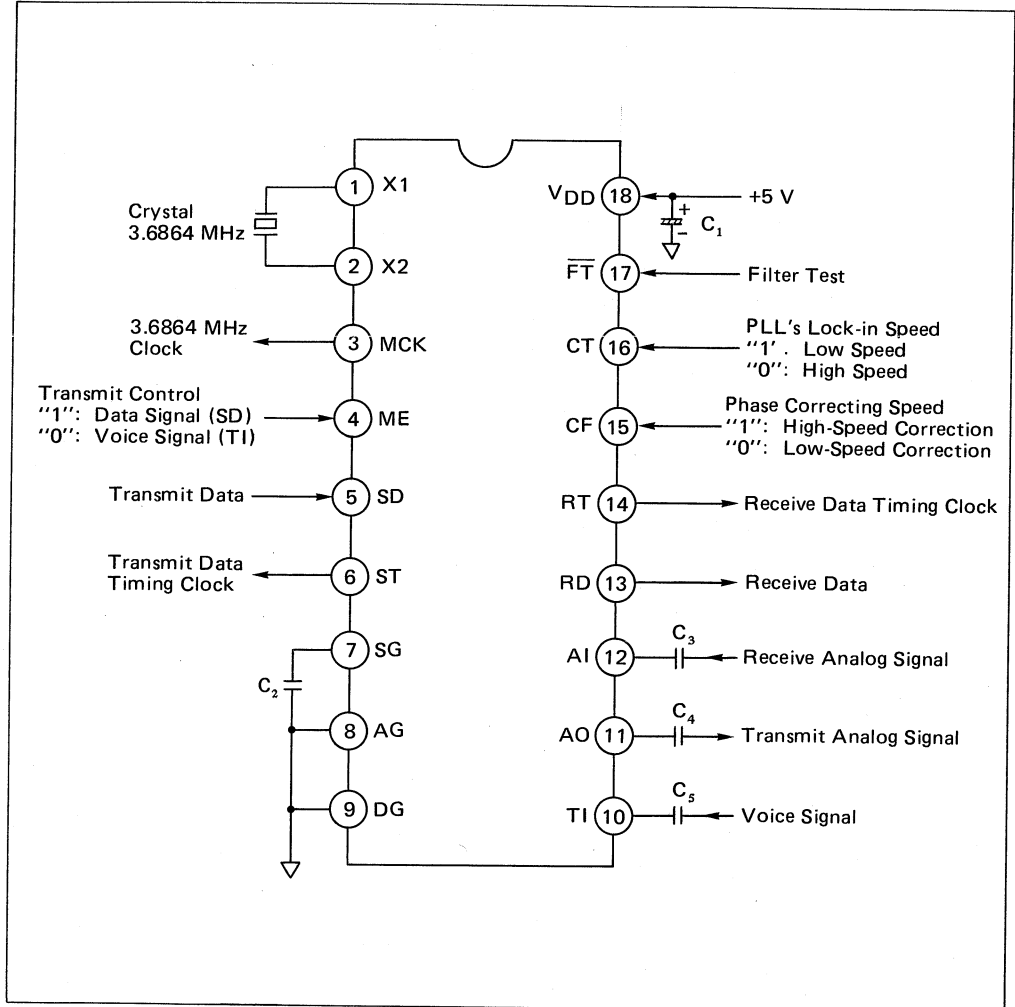 Crystal
3.6864 MHz
1 X1
2 X2
3.6864 MHz
Clock
3 MCK
Transmit Control
"1": Data Signal (SD)
"0": Voice Signal (TI)
4 ME
Transmit Data
5 SD
Transmit Data
Timing Clock
6 ST
7 SG
C₂
8 AG
9 DG
VDD 18
+5 V
+
−
C₁
F̅T̅ 17
Filter Test
CT 16
PLL's Lock-in Speed
"1' . Low Speed
"0": High Speed
CF 15
Phase Correcting Speed
"1": High-Speed Correction
"0": Low-Speed Correction
RT 14
Receive Data Timing Clock
RD 13
Receive Data
AI 12
C₃
Receive Analog Signal
AO 11
C₄
Transmit Analog Signal
TI 10
C₅
Voice Signal